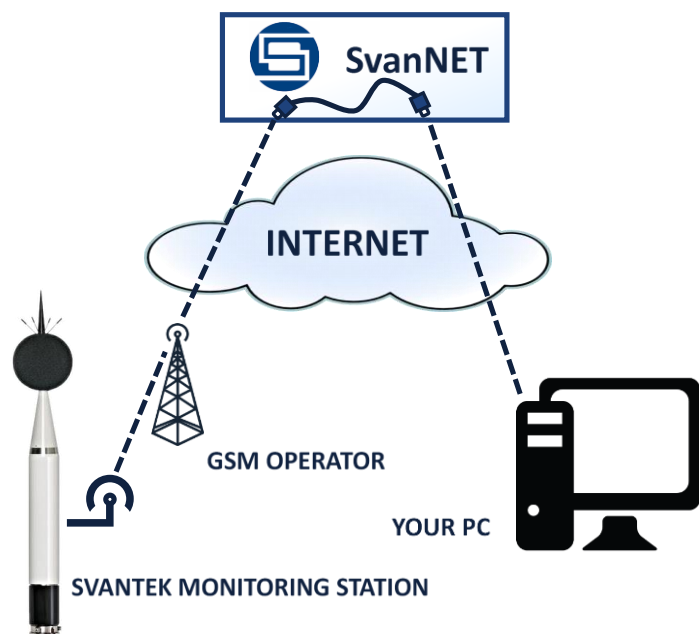 SvanNET
INTERNET
GSM OPERATOR
YOUR PC
SVANTEK MONITORING STATION